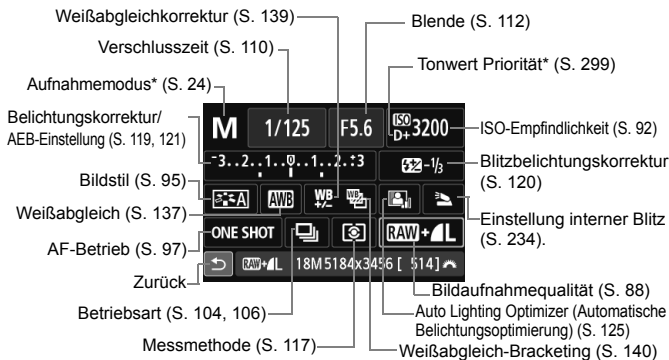 Weißabgleichkorrektur (S. 139)
Blende (S. 112)
Verschlusszeit (S. 110)
Tonwert Priorität* (S. 299)
Aufnahmemodus* (S. 24)
Belichtungskorrektur/
AEB-Einstellung (S. 119, 121)
M 1/125 F5.6 ISO D+ 3200
ISO-Empfindlichkeit (S. 92)
-3..2..1..0..1..2.:3
-1/3
Blitzbelichtungskorrektur
(S. 120)
Bildstil (S. 95)
A AWB WB +/-
Weißabgleich (S. 137)
Einstellung interner Blitz
(S. 234).
AF-Betrieb (S. 97)
ONE SHOT RAW+L
Zurück
RAW+L 18M 5184x3456 [ 514]
Bildaufnahmequalität (S. 88)
Betriebsart (S. 104, 106)
Auto Lighting Optimizer (Automatische
Belichtungsoptimierung) (S. 125)
Messmethode (S. 117)
Weißabgleich-Bracketing (S. 140)